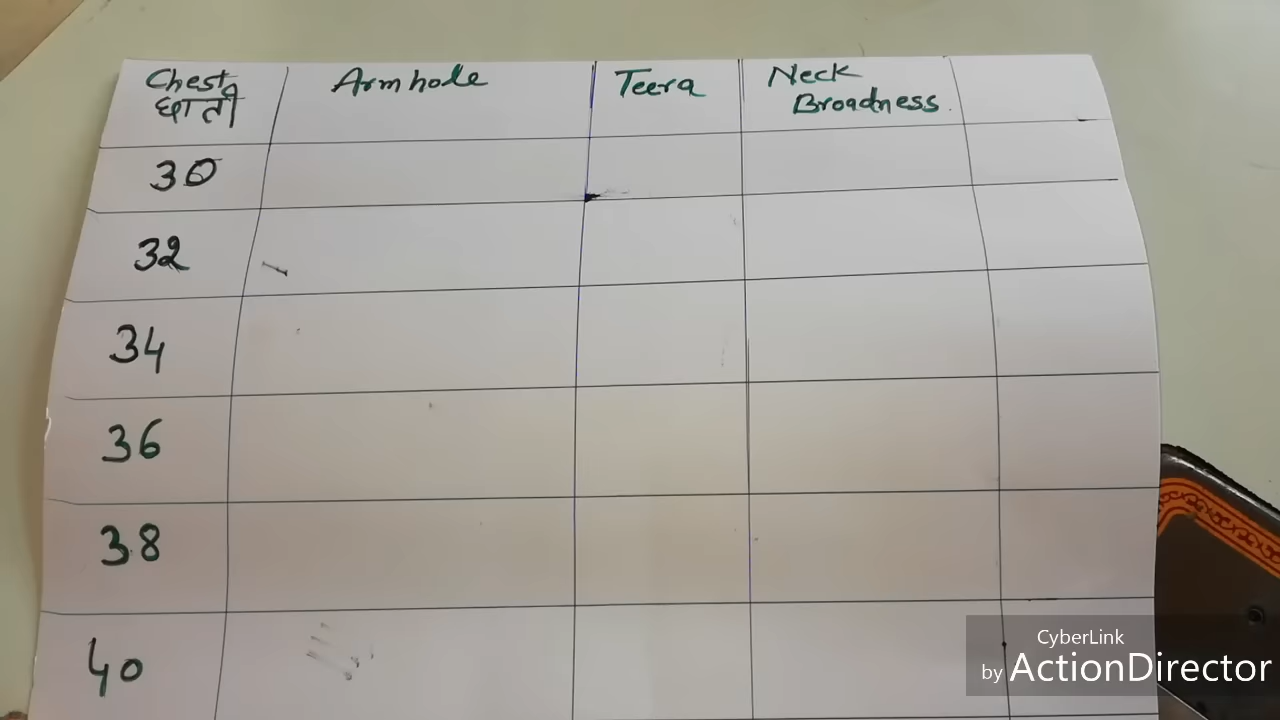 Chest Armhole Teera Neck
छाती Broadness
30
32
34
36
38
40
CyberLink
by ActionDirector